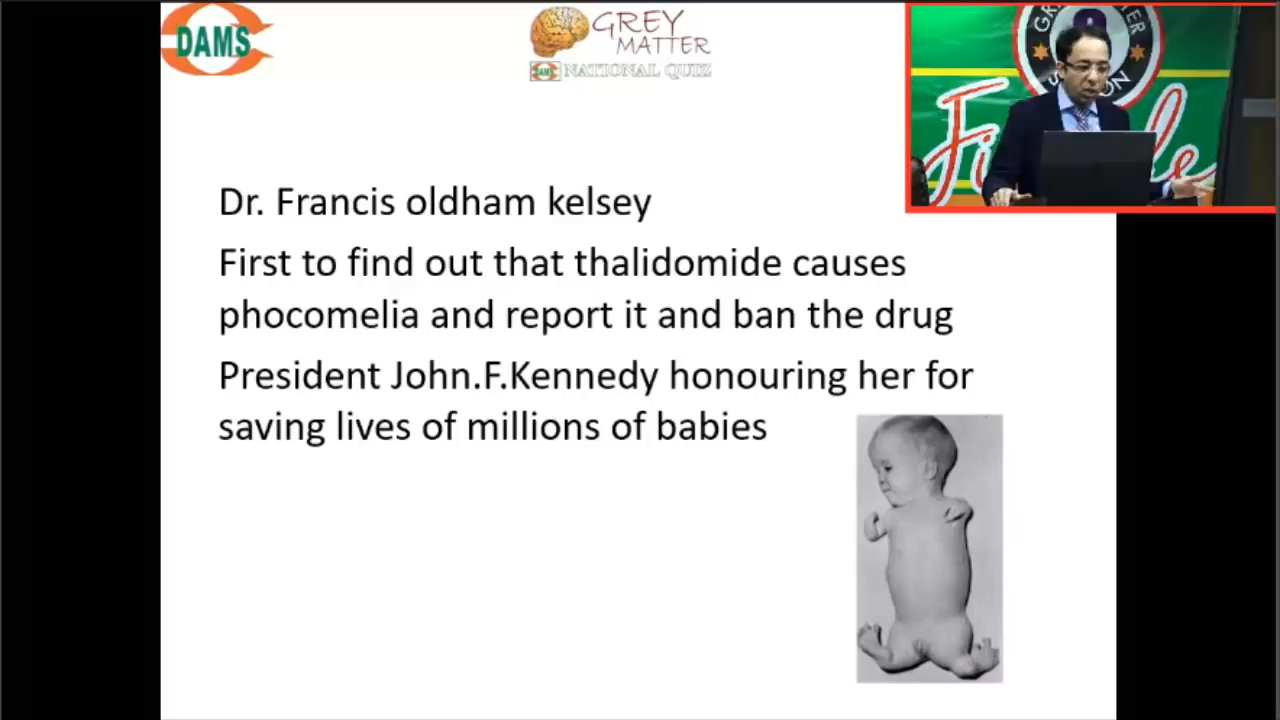 DAMS
GREY
MATTER
DAMS NATIONAL QUIZ
Dr. Francis oldham kelsey
First to find out that thalidomide causes
phocomelia and report it and ban the drug
President John.F.Kennedy honouring her for
saving lives of millions of babies